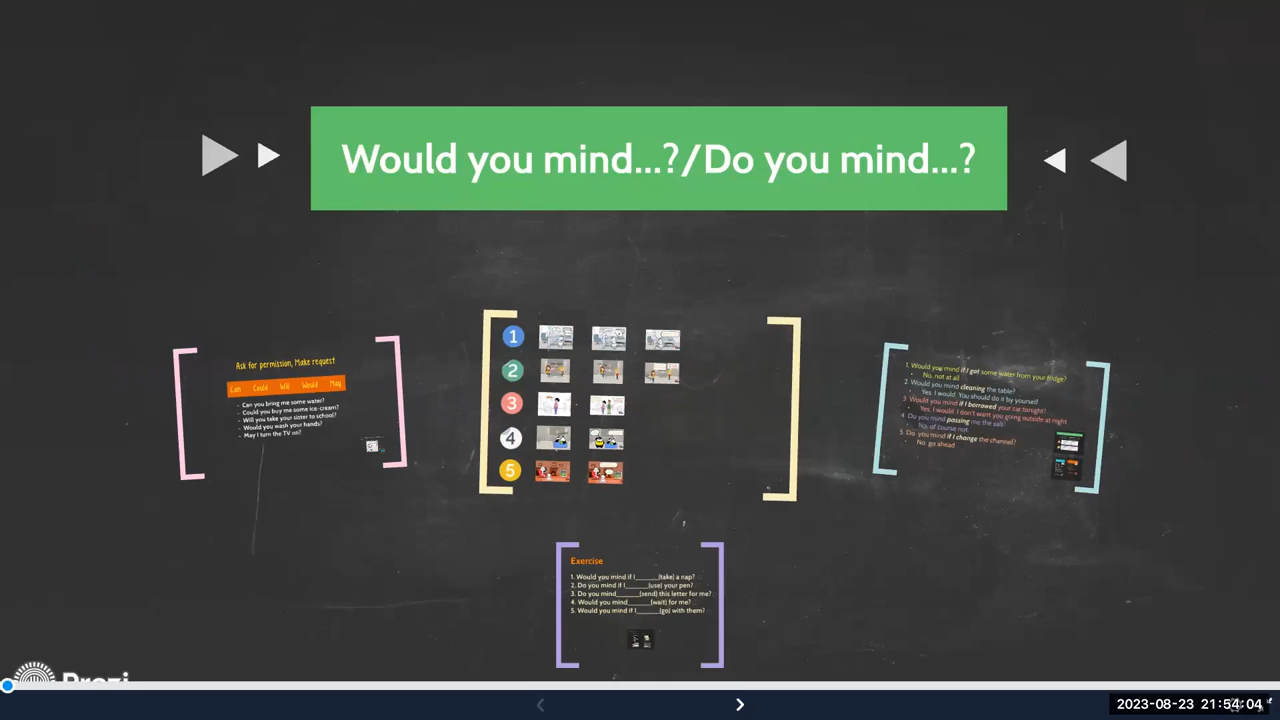 Would you mind...?/Do you mind...?
Ask for permission, Make request
Can Could Will Would May
- Can you bring me some water?
- Could you buy me some ice-cream?
- Will you take your sister to school?
- Would you wash your hands?
- May I turn the TV on?
1
2
3
4
5
1. Would you mind if I got some water from your fridge?
• No, not at all
2. Would you mind cleaning the table?
• Yes, I would. You should do it by yourself
3. Would you mind if I borrowed your car tonight?
• Yes, I would. I don't want you going outside at night
4. Do you mind passing me the salt?
• No, of course not.
5. Do you mind if I change the channel?
• No, go ahead
Exercise
1. Would you mind if I______(take) a nap?
2. Do you mind if I______(use) your pen?
3. Do you mind______(send) this letter for me?
4. Would you mind______(wait) for me?
5. Would you mind if I______(go) with them?
Prezi
2023-08-23 21:54:04